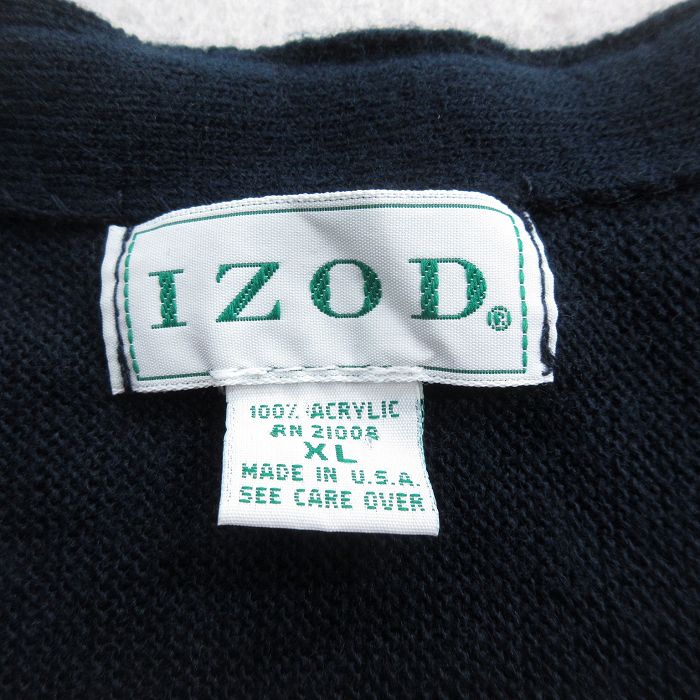 IZOD®
100% ACRYLIC
RN 21008
XL
MADE IN U.S.A.
SEE CARE OVER